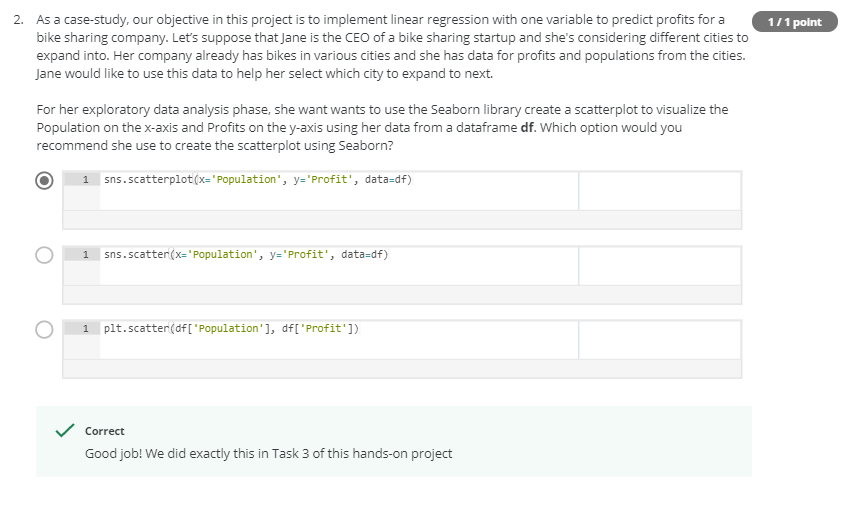 2. As a case-study, our objective in this project is to implement linear regression with one variable to predict profits for a
1 / 1 point
bike sharing company. Let's suppose that Jane is the CEO of a bike sharing startup and she's considering different cities to
expand into. Her company already has bikes in various cities and she has data for profits and populations from the cities.
Jane would like to use this data to help her select which city to expand to next.
For her exploratory data analysis phase, she want wants to use the Seaborn library create a scatterplot to visualize the
Population on the x-axis and Profits on the y-axis using her data from a dataframe df. Which option would you
recommend she use to create the scatterplot using Seaborn?
1 sns.scatterplot(x='Population', y='Profit', data=df)
1 sns.scatter(x='Population', y='Profit', data=df)
1 plt.scatter(df['Population'], df['Profit'])
Correct
Good job! We did exactly this in Task 3 of this hands-on project